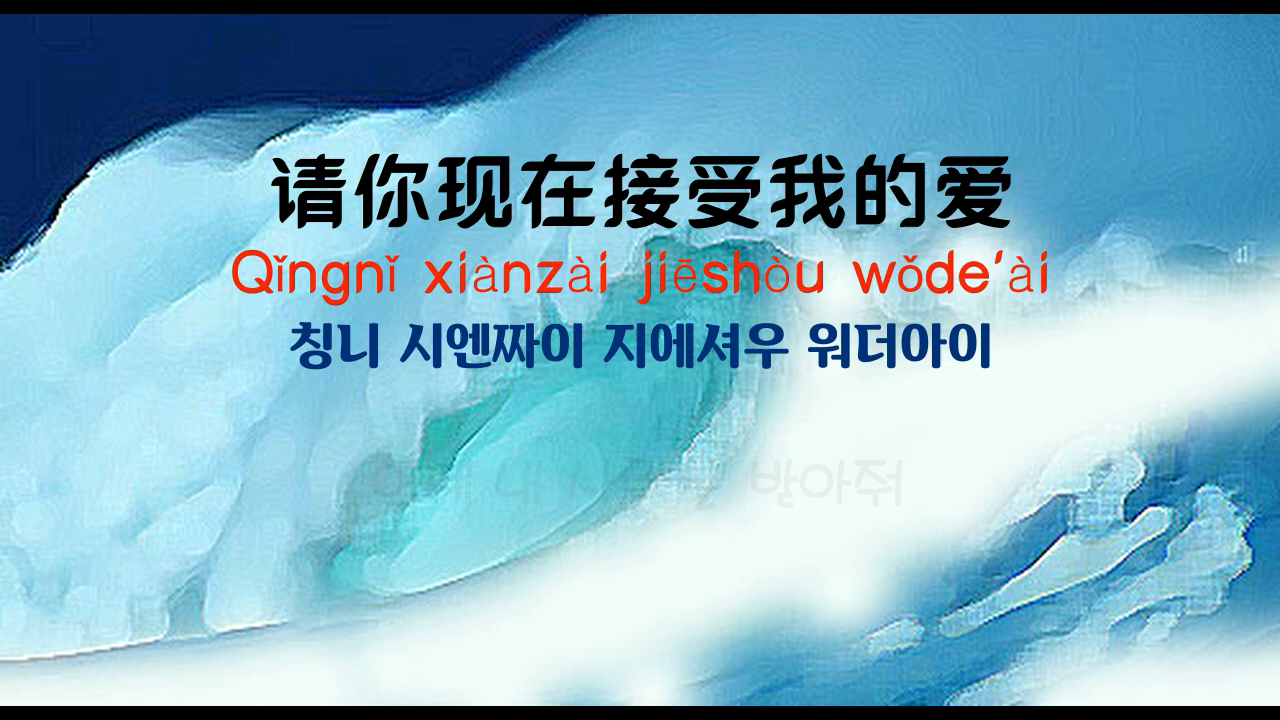 请你现在接受我的爱
Qǐngnǐ xiànzài jiēshòu wǒde'ài
칭니 시엔짜이 지에셔우 워더아이
내 받아줘